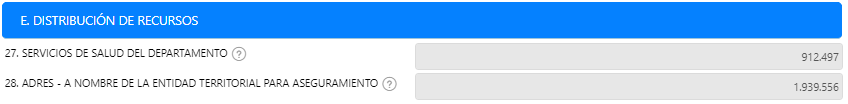 E. DISTRIBUCIÓN DE RECURSOS
27. SERVICIOS DE SALUD DEL DEPARTAMENTO ? 912.497
28. ADRES - A NOMBRE DE LA ENTIDAD TERRITORIAL PARA ASEGURAMIENTO ? 1.939.556